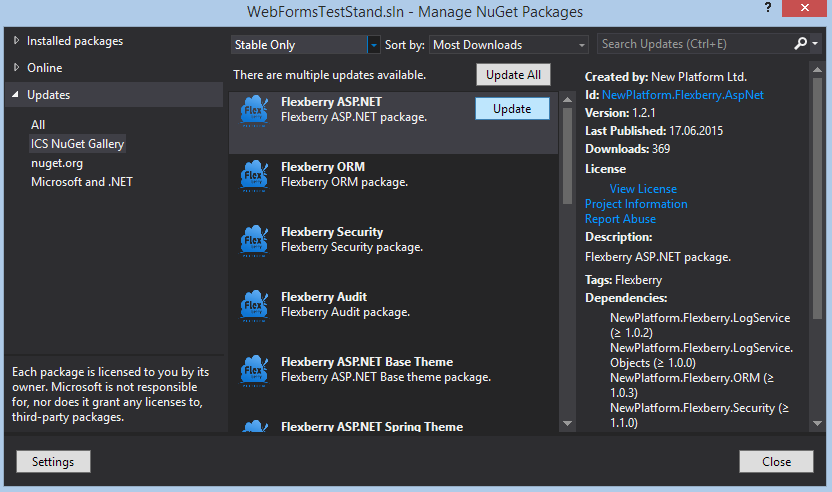 WebFormsTestStand.sln - Manage NuGet Packages
?
Installed packages
Online
Updates
All
ICS NuGet Gallery
nuget.org
Microsoft and .NET
Each package is licensed to you by its
owner. Microsoft is not responsible
for, nor does it grant any licenses to,
third-party packages.
Settings
Stable Only
Sort by:
Most Downloads
There are multiple updates available.
Update All
Flexberry ASP.NET
Flexberry ASP.NET package.
Update
Flexberry ORM
Flexberry ORM package.
Flexberry Security
Flexberry Security package.
Flexberry Audit
Flexberry Audit package.
Flexberry ASP.NET Base Theme
Flexberry ASP.NET Base theme package.
Flexberry ASP.NET Spring Theme
Search Updates (Ctrl+E)
Created by: New Platform Ltd.
Id: NewPlatform.Flexberry.AspNet
Version: 1.2.1
Last Published: 17.06.2015
Downloads: 369
License
View License
Project Information
Report Abuse
Description:
Flexberry ASP.NET package.
Tags: Flexberry
Dependencies:
NewPlatform.Flexberry.LogService
(≥ 1.0.2)
NewPlatform.Flexberry.LogService.
Objects (≥ 1.0.0)
NewPlatform.Flexberry.ORM (≥
1.0.3)
NewPlatform.Flexberry.Security (≥
1.1.0)
Close